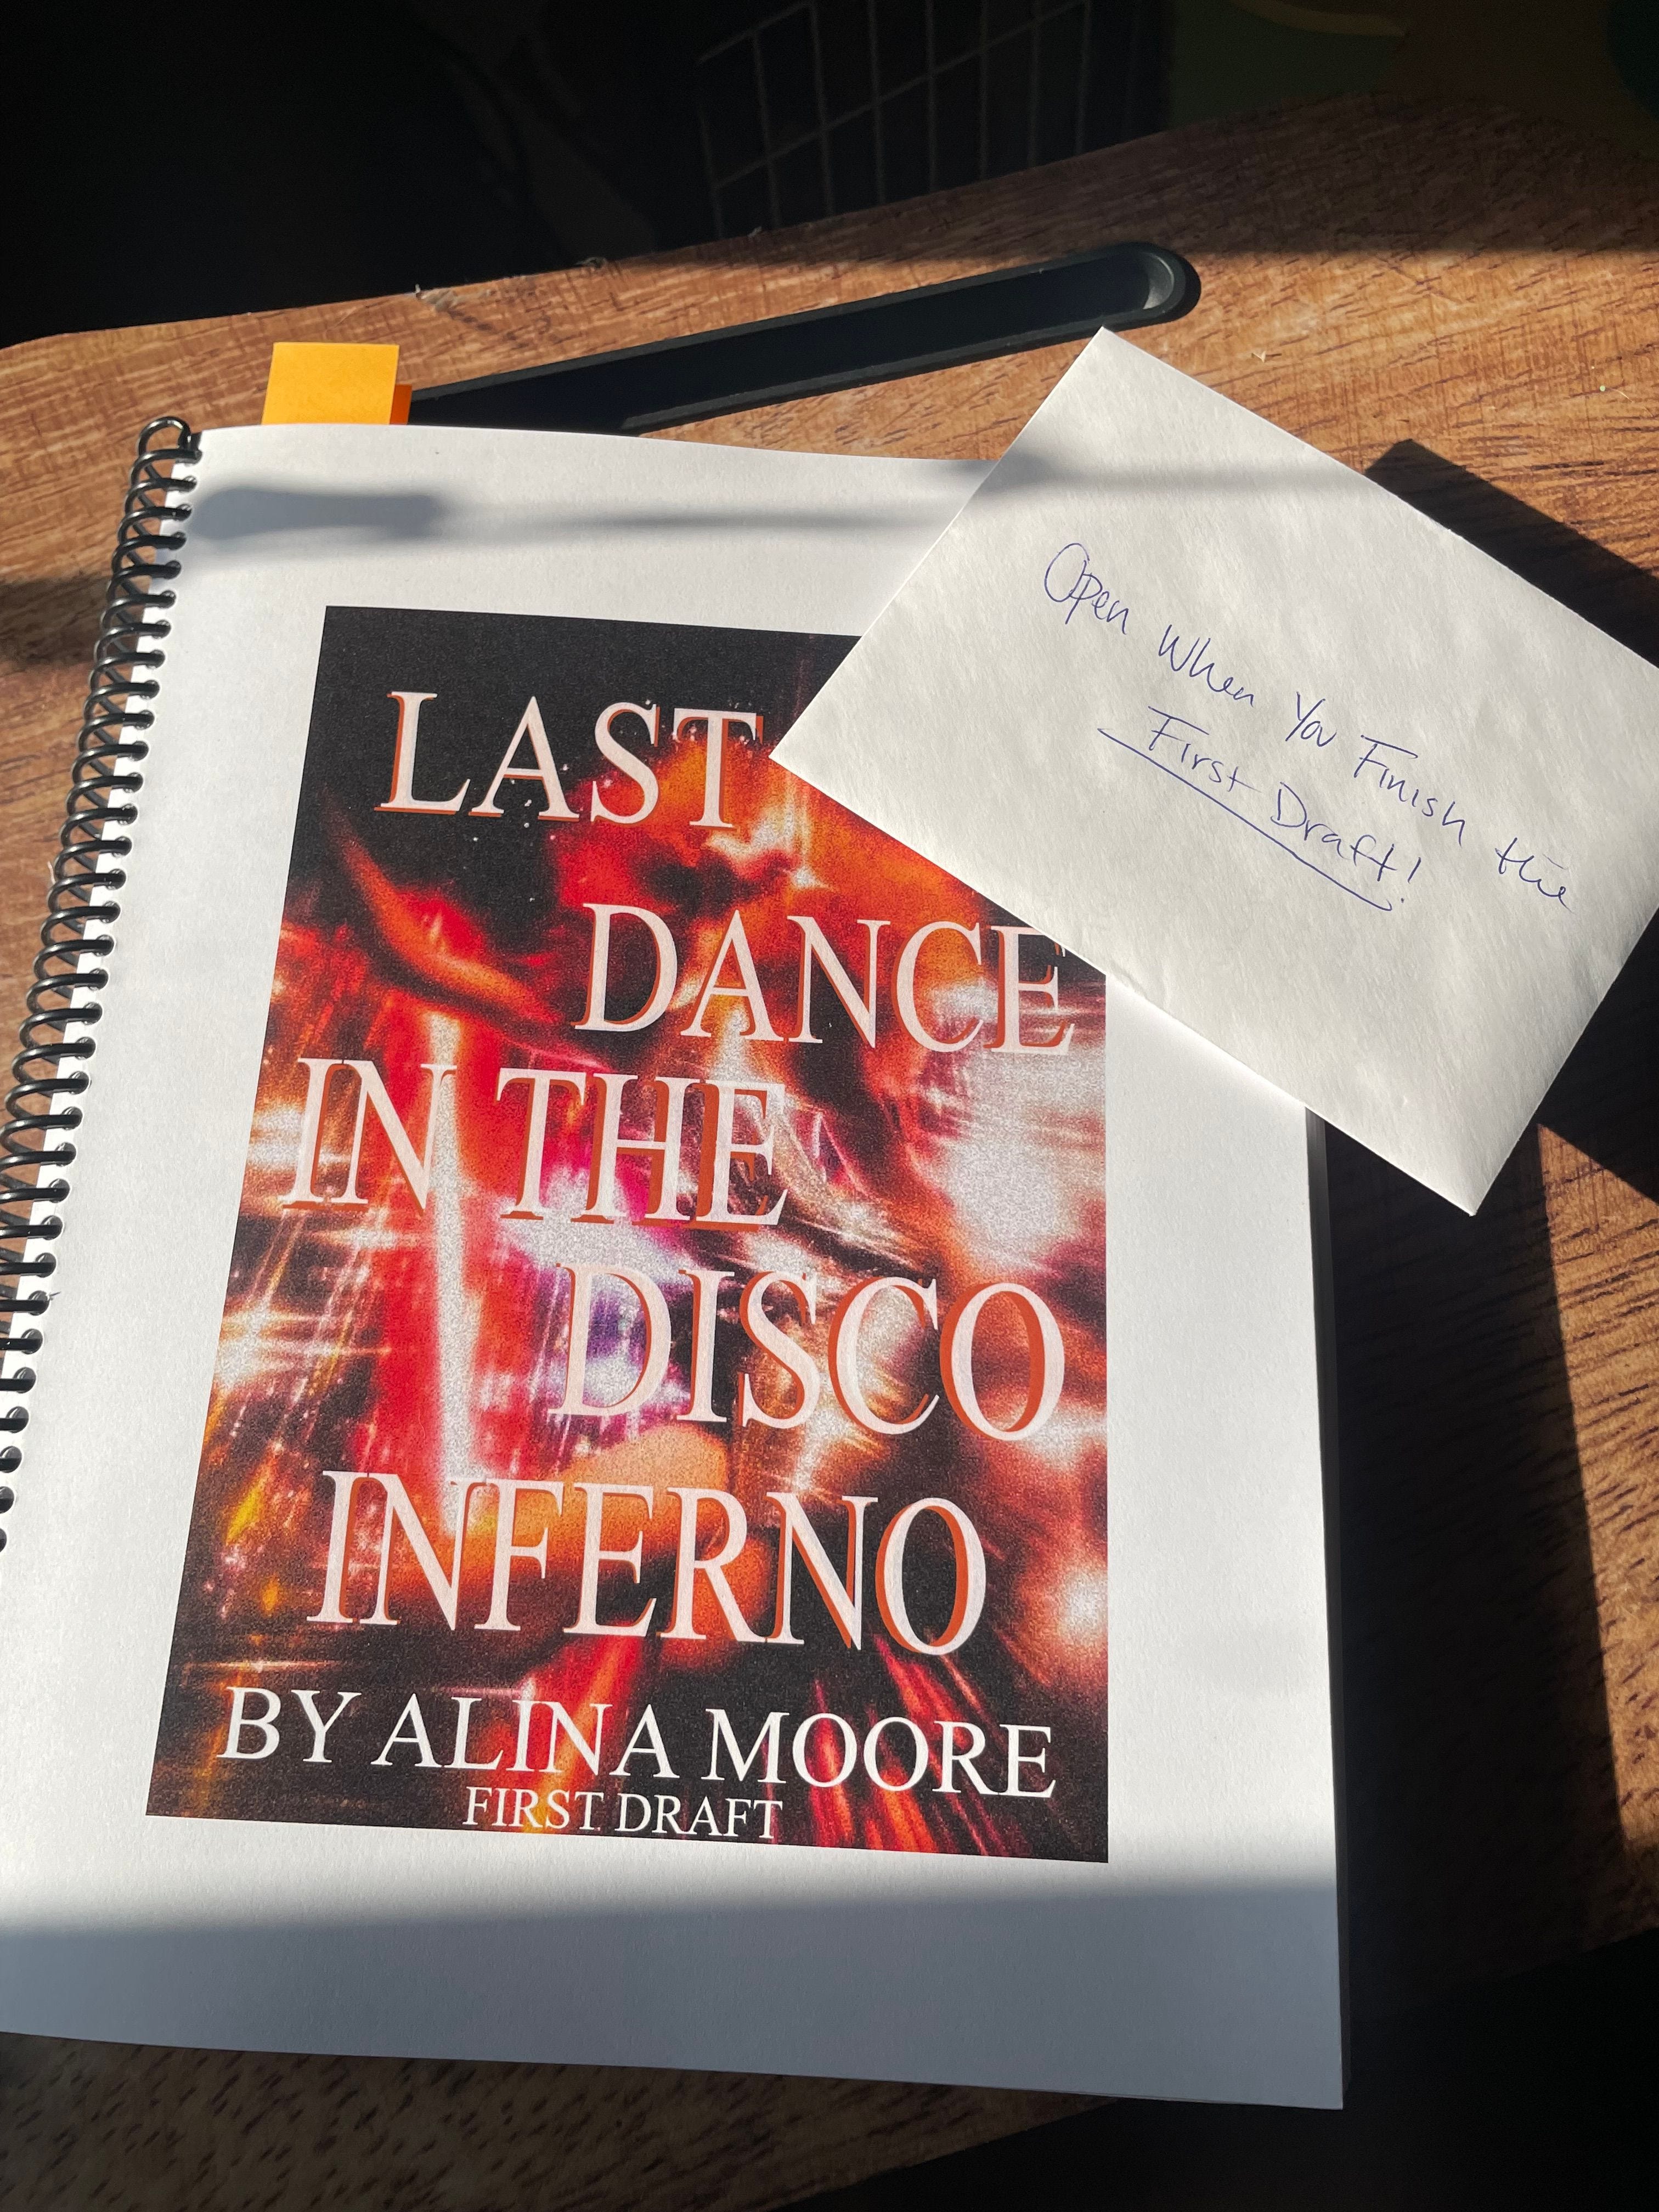 LAST
DANCE
IN THE
DISCO
INFERNO
BY ALINA MOORE
FIRST DRAFT
Open When You Finish the
First Draft!